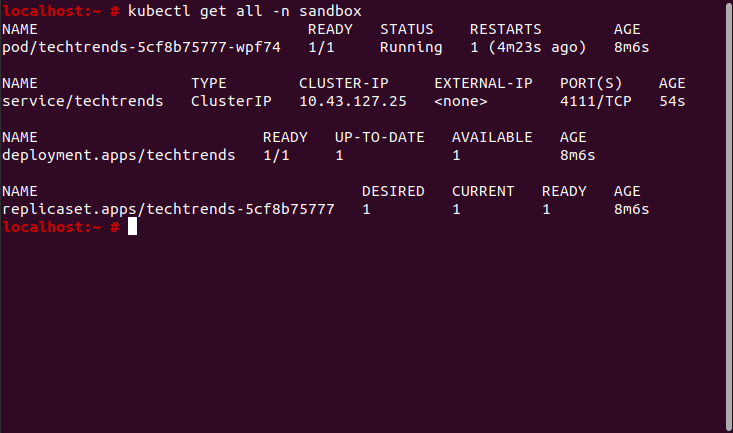 localhost:~ # kubectl get all -n sandbox
NAME                              READY   STATUS    RESTARTS        AGE
pod/techtrends-5cf8b75777-wpf74   1/1     Running   1 (4m23s ago)   8m6s

NAME                 TYPE        CLUSTER-IP     EXTERNAL-IP   PORT(S)    AGE
service/techtrends   ClusterIP   10.43.127.25   <none>        4111/TCP   54s

NAME                         READY   UP-TO-DATE   AVAILABLE   AGE
deployment.apps/techtrends   1/1     1            1           8m6s

NAME                                    DESIRED   CURRENT   READY   AGE
replicaset.apps/techtrends-5cf8b75777   1         1         1       8m6s
localhost:~ #